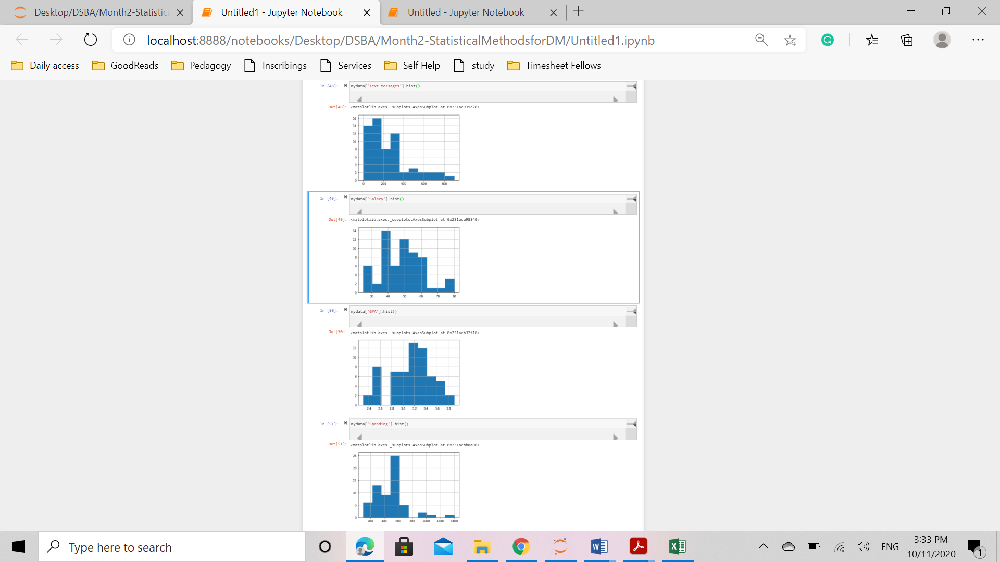 Desktop/DSBA/Month2-Statistica
Untitled1 - Jupyter Notebook
Untitled - Jupyter Notebook
localhost:8888/notebooks/Desktop/DSBA/Month2-StatisticalMethodsforDM/Untitled1.ipynb
Daily access GoodReads Pedagogy Inscribings Services Self Help study Timesheet Fellows
In [48]: mydata['Text Messages'].hist()
Out[48]: <matplotlib.axes._subplots.AxesSubplot at 0x231ac939c70>
16
14
12
10
8
6
4
2
0
0 200 400 600 800
In [49]: mydata['Salary'].hist()
Out[49]: <matplotlib.axes._subplots.AxesSubplot at 0x231aca98340>
14
12
10
8
6
4
2
0
30 40 50 60 70 80
In [50]: mydata['GPA'].hist()
Out[50]: <matplotlib.axes._subplots.AxesSubplot at 0x231acb32f10>
12
10
8
6
4
2
0
2.4 2.6 2.8 3.0 3.2 3.4 3.6 3.8
In [51]: mydata['Spending'].hist()
Out[51]: <matplotlib.axes._subplots.AxesSubplot at 0x231acbb0a00>
25
20
15
10
5
0
200 400 600 800 1000 1200 1400
Type here to search
ENG
3:33 PM
10/11/2020
1